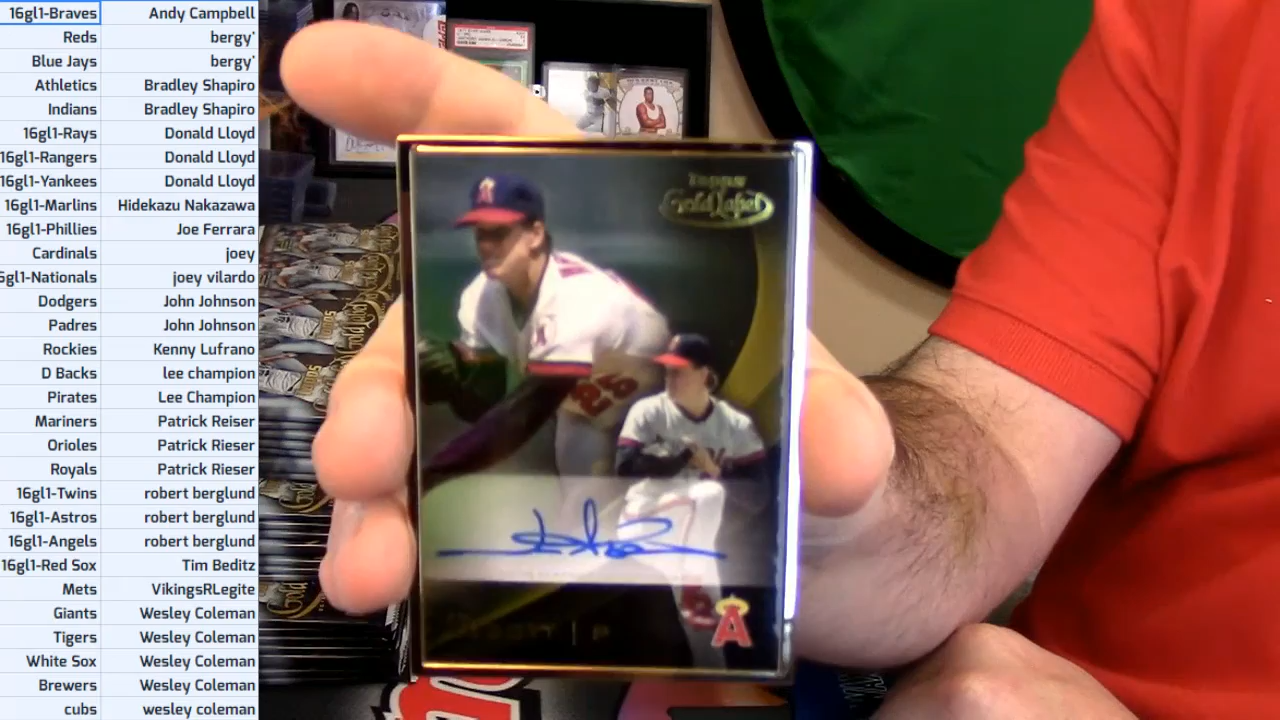 16gl1-Braves Andy Campbell
Reds bergy'
Blue Jays bergy'
Athletics Bradley Shapiro
Indians Bradley Shapiro
16gl1-Rays Donald Lloyd
16gl1-Rangers Donald Lloyd
16gl1-Yankees Donald Lloyd
16gl1-Marlins Hidekazu Nakazawa
16gl1-Phillies Joe Ferrara
Cardinals joey
6gl1-Nationals joey vilardo
Dodgers John Johnson
Padres John Johnson
Rockies Kenny Lufrano
D Backs lee champion
Pirates Lee Champion
Mariners Patrick Reiser
Orioles Patrick Rieser
Royals Patrick Rieser
16gl1-Twins robert berglund
16gl1-Astros robert berglund
16gl1-Angels robert berglund
16gl1-Red Sox Tim Beditz
Mets VikingsRLegite
Giants Wesley Coleman
Tigers Wesley Coleman
White Sox Wesley Coleman
Brewers Wesley Coleman
cubs wesley coleman
TOPPS
Gold Label
A
25
A